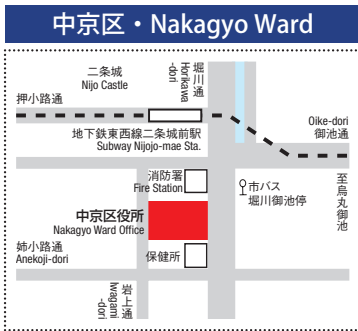 中京区・Nakagyo Ward
二条城
Nijo Castle
堀川通
Horikawa
-dori
押小路通
Oike-dori
御池通
地下鉄東西線二条城前駅
Subway Nijojo-mae Sta.
消防署
Fire Station
市バス
堀川御池停
至烏丸御池
中京区役所
Nakagyo Ward Office
姉小路通
Anekoji-dori
保健所
岩上通
Iwagami
-dori